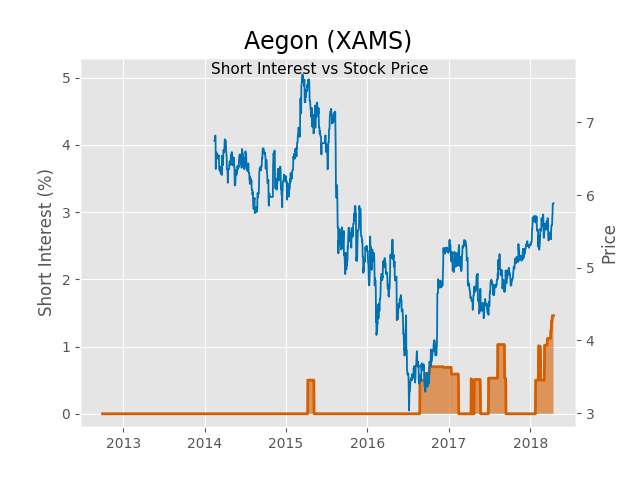 Aegon (XAMS)
Short Interest vs Stock Price
5
4
3
2
1
0
Short Interest (%)
7
6
5
4
3
Price
2013 2014 2015 2016 2017 2018